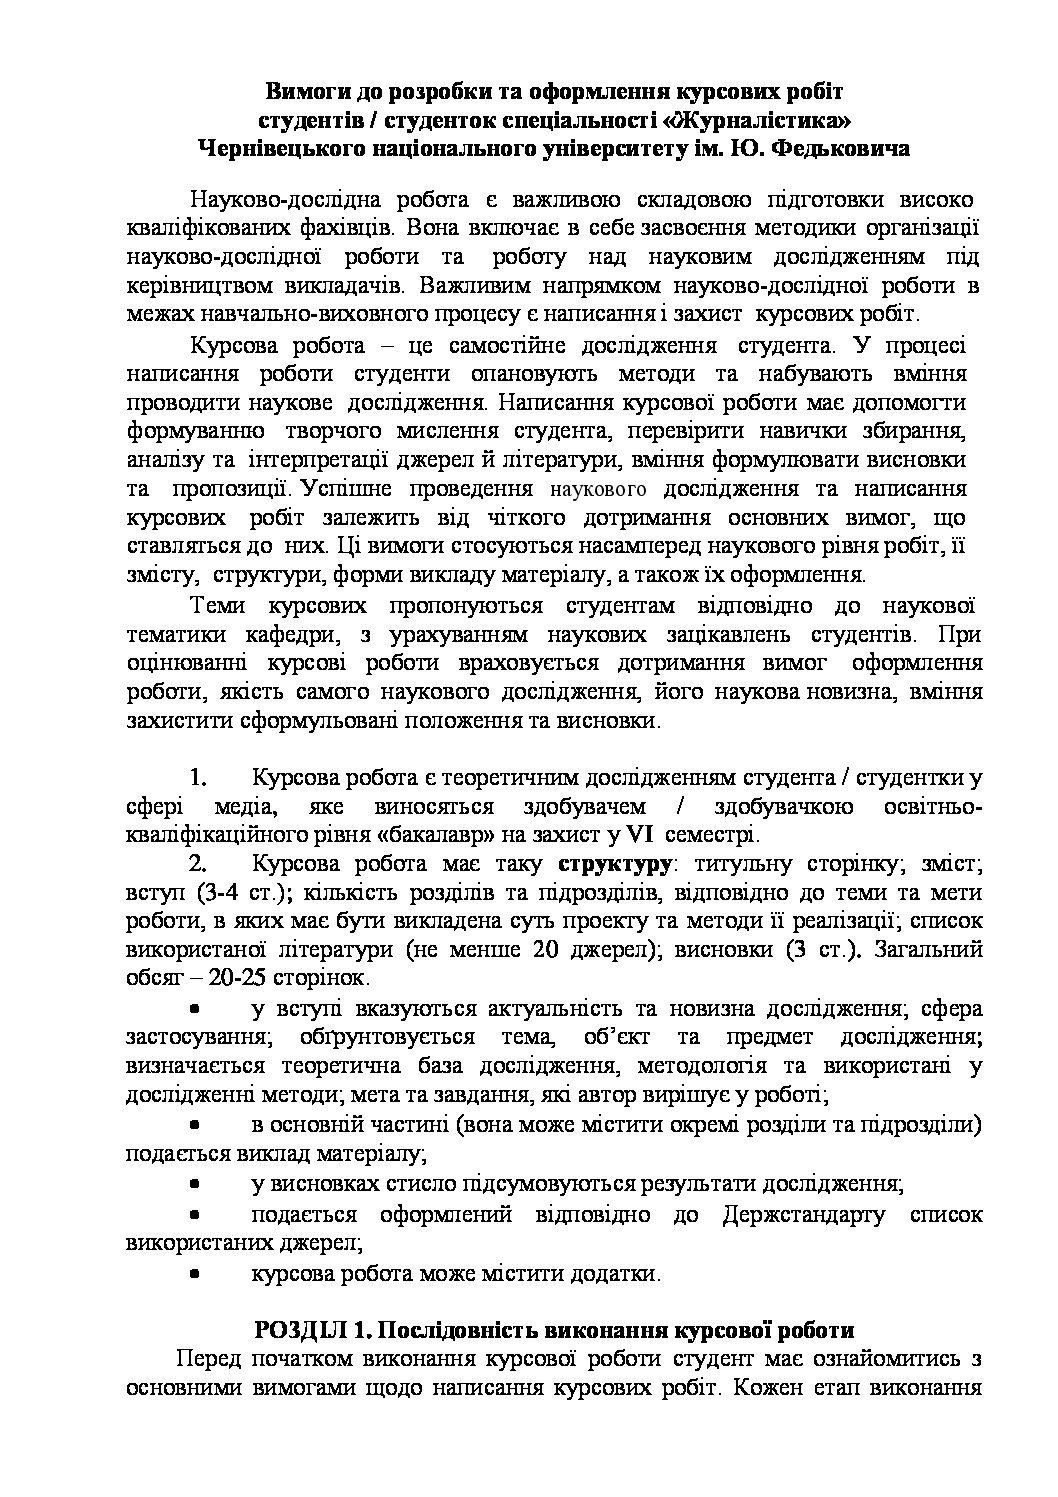 Вимоги до розробки та оформлення курсових робіт
студентів / студенток спеціальності «Журналістика»
Чернівецького національного університету ім. Ю. Федьковича
Науково-дослідна робота є важливою складовою підготовки високо
кваліфікованих фахівців. Вона включає в себе засвоєння методики організації
науково-дослідної роботи та роботу над науковим дослідженням під
керівництвом викладачів. Важливим напрямком науково-дослідної роботи в
межах навчально-виховного процесу є написання і захист курсових робіт.
Курсова робота – це самостійне дослідження студента. У процесі
написання роботи студенти опановують методи та набувають вміння
проводити наукове дослідження. Написання курсової роботи має допомогти
формуванню творчого мислення студента, перевірити навички збирання,
аналізу та інтерпретації джерел й літератури, вміння формулювати висновки
та пропозиції. Успішне проведення наукового дослідження та написання
курсових робіт залежить від чіткого дотримання основних вимог, що
ставляться до них. Ці вимоги стосуються насамперед наукового рівня робіт, її
змісту, структури, форми викладу матеріалу, а також їх оформлення.
Теми курсових пропонуються студентам відповідно до наукової
тематики кафедри, з урахуванням наукових зацікавлень студентів. При
оцінюванні курсові роботи враховується дотримання вимог оформлення
роботи, якість самого наукового дослідження, його наукова новизна, вміння
захистити сформульовані положення та висновки.
1. Курсова робота є теоретичним дослідженням студента / студентки у
сфері медіа, яке виносяться здобувачем / здобувачкою освітньо-
кваліфікаційного рівня «бакалавр» на захист у VI семестрі.
2. Курсова робота має таку структуру: титульну сторінку; зміст;
вступ (3-4 ст.); кількість розділів та підрозділів, відповідно до теми та мети
роботи, в яких має бути викладена суть проекту та методи її реалізації; список
використаної літератури (не менше 20 джерел); висновки (3 ст.). Загальний
обсяг – 20-25 сторінок.
• у вступі вказуються актуальність та новизна дослідження; сфера
застосування; обґрунтовується тема, об’єкт та предмет дослідження;
визначається теоретична база дослідження, методологія та використані у
дослідженні методи; мета та завдання, які автор вирішує у роботі;
• в основній частині (вона може містити окремі розділи та підрозділи)
подається виклад матеріалу;
• у висновках стисло підсумовуються результати дослідження;
• подається оформлений відповідно до Держстандарту список
використаних джерел;
• курсова робота може містити додатки.
РОЗДІЛ 1. Послідовність виконання курсової роботи
Перед початком виконання курсової роботи студент має ознайомитись з
основними вимогами щодо написання курсових робіт. Кожен етап виконання